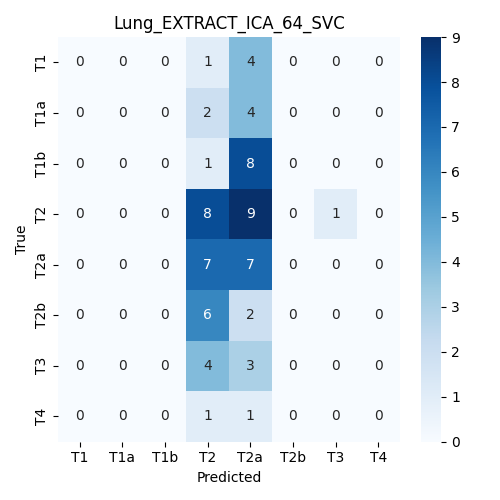 Lung_EXTRACT_ICA_64_SVC
T1 0 0 0 1 4 0 0 0
T1a 0 0 0 2 4 0 0 0
T1b 0 0 0 1 8 0 0 0
T2 0 0 0 8 9 0 1 0
T2a 0 0 0 7 7 0 0 0
T2b 0 0 0 6 2 0 0 0
T3 0 0 0 4 3 0 0 0
T4 0 0 0 1 1 0 0 0
T1 T1a T1b T2 T2a T2b T3 T4
Predicted
True
9
8
7
6
5
4
3
2
1
0